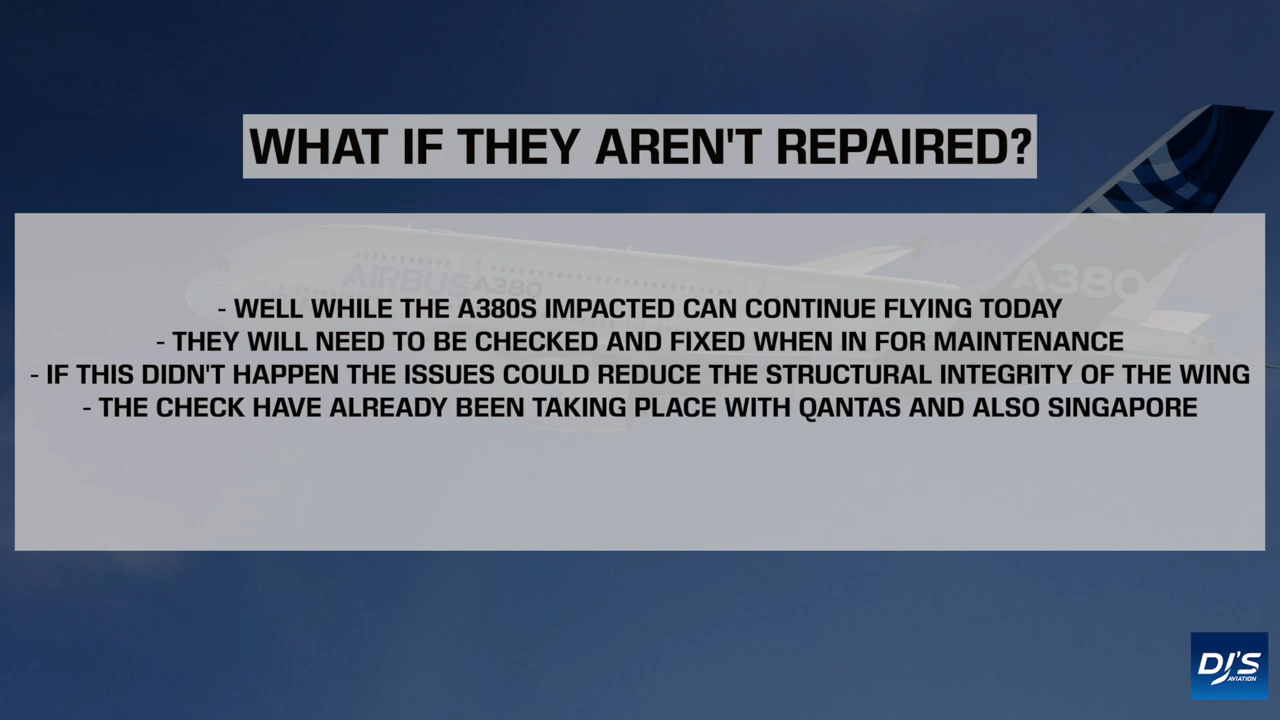 WHAT IF THEY AREN'T REPAIRED?
AIRBUS A380
A380
- WELL WHILE THE A380S IMPACTED CAN CONTINUE FLYING TODAY
- THEY WILL NEED TO BE CHECKED AND FIXED WHEN IN FOR MAINTENANCE
- IF THIS DIDN'T HAPPEN THE ISSUES COULD REDUCE THE STRUCTURAL INTEGRITY OF THE WING
- THE CHECK HAVE ALREADY BEEN TAKING PLACE WITH QANTAS AND ALSO SINGAPORE
DJ'S
AVIATION